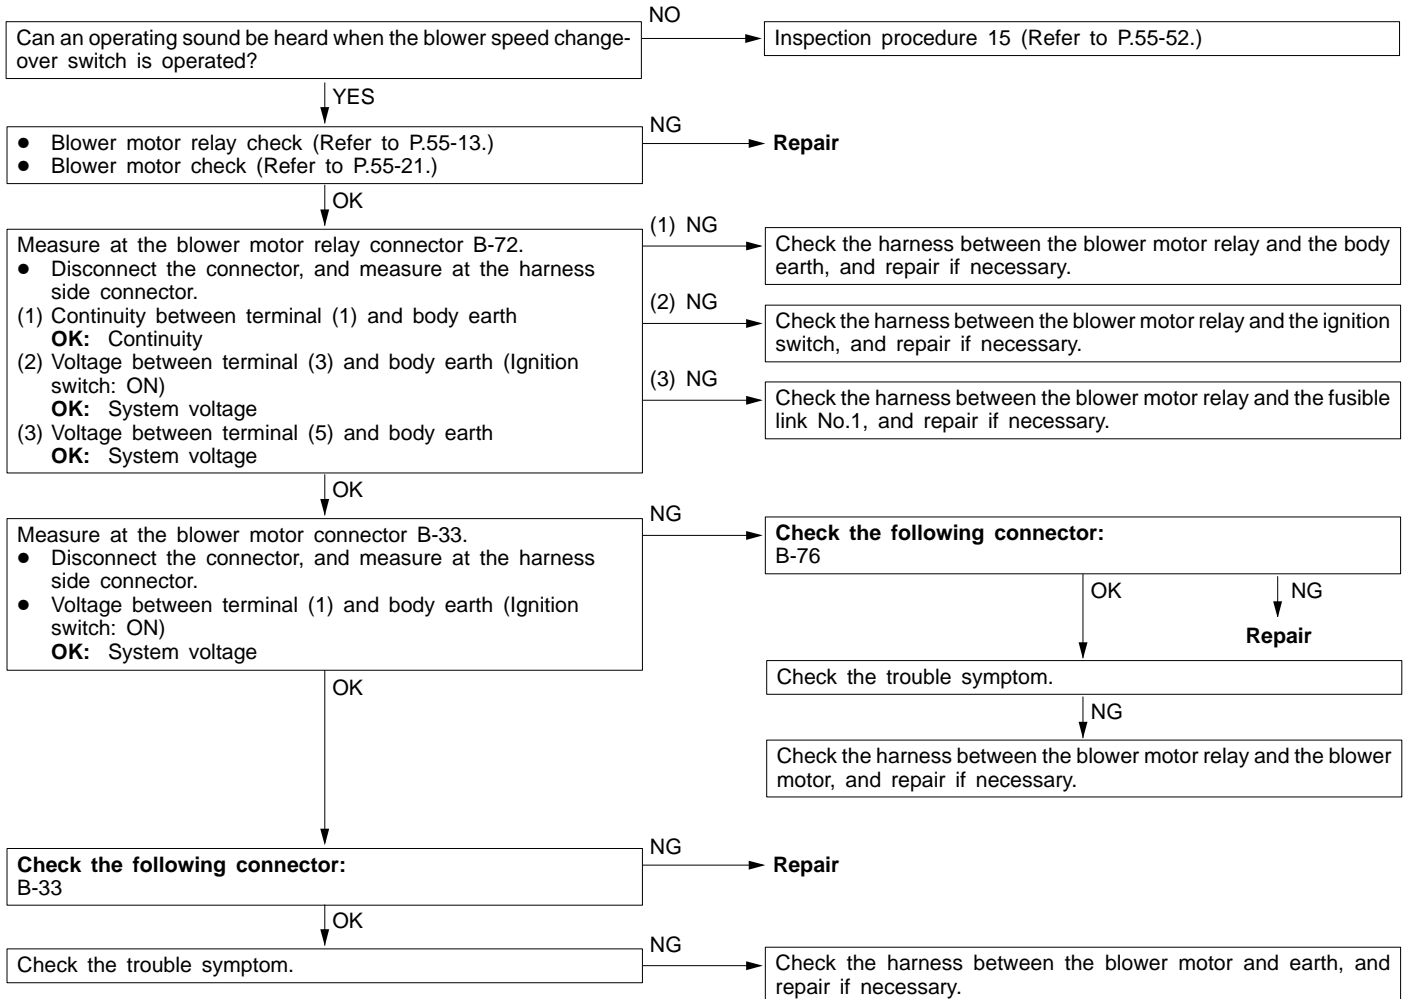 NO
Can an operating sound be heard when the blower speed change-
over switch is operated?
Inspection procedure 15 (Refer to P.55-52.)
YES
● Blower motor relay check (Refer to P.55-13.)
● Blower motor check (Refer to P.55-21.)
NG
Repair
OK
Measure at the blower motor relay connector B-72.
● Disconnect the connector, and measure at the harness
side connector.
(1) Continuity between terminal (1) and body earth
OK: Continuity
(2) Voltage between terminal (3) and body earth (Ignition
switch: ON)
OK: System voltage
(3) Voltage between terminal (5) and body earth
OK: System voltage
(1) NG
Check the harness between the blower motor relay and the body
earth, and repair if necessary.
(2) NG
Check the harness between the blower motor relay and the ignition
switch, and repair if necessary.
(3) NG
Check the harness between the blower motor relay and the fusible
link No.1, and repair if necessary.
OK
Measure at the blower motor connector B-33.
● Disconnect the connector, and measure at the harness
side connector.
● Voltage between terminal (1) and body earth (Ignition
switch: ON)
OK: System voltage
NG
Check the following connector:
B-76
OK
NG
Repair
Check the trouble symptom.
NG
Check the harness between the blower motor relay and the blower
motor, and repair if necessary.
OK
Check the following connector:
B-33
NG
Repair
OK
Check the trouble symptom.
NG
Check the harness between the blower motor and earth, and
repair if necessary.